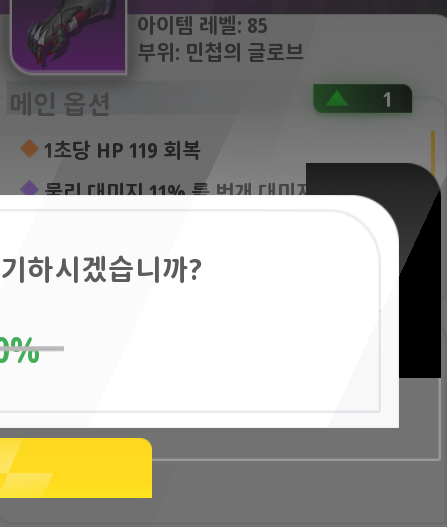 아이템 레벨: 85
부위: 민첩의 글로브
메인 옵션
1
1초당 HP 119 회복
물리 대미지 11% 를 번개 대미지
기하시겠습니까?
0%